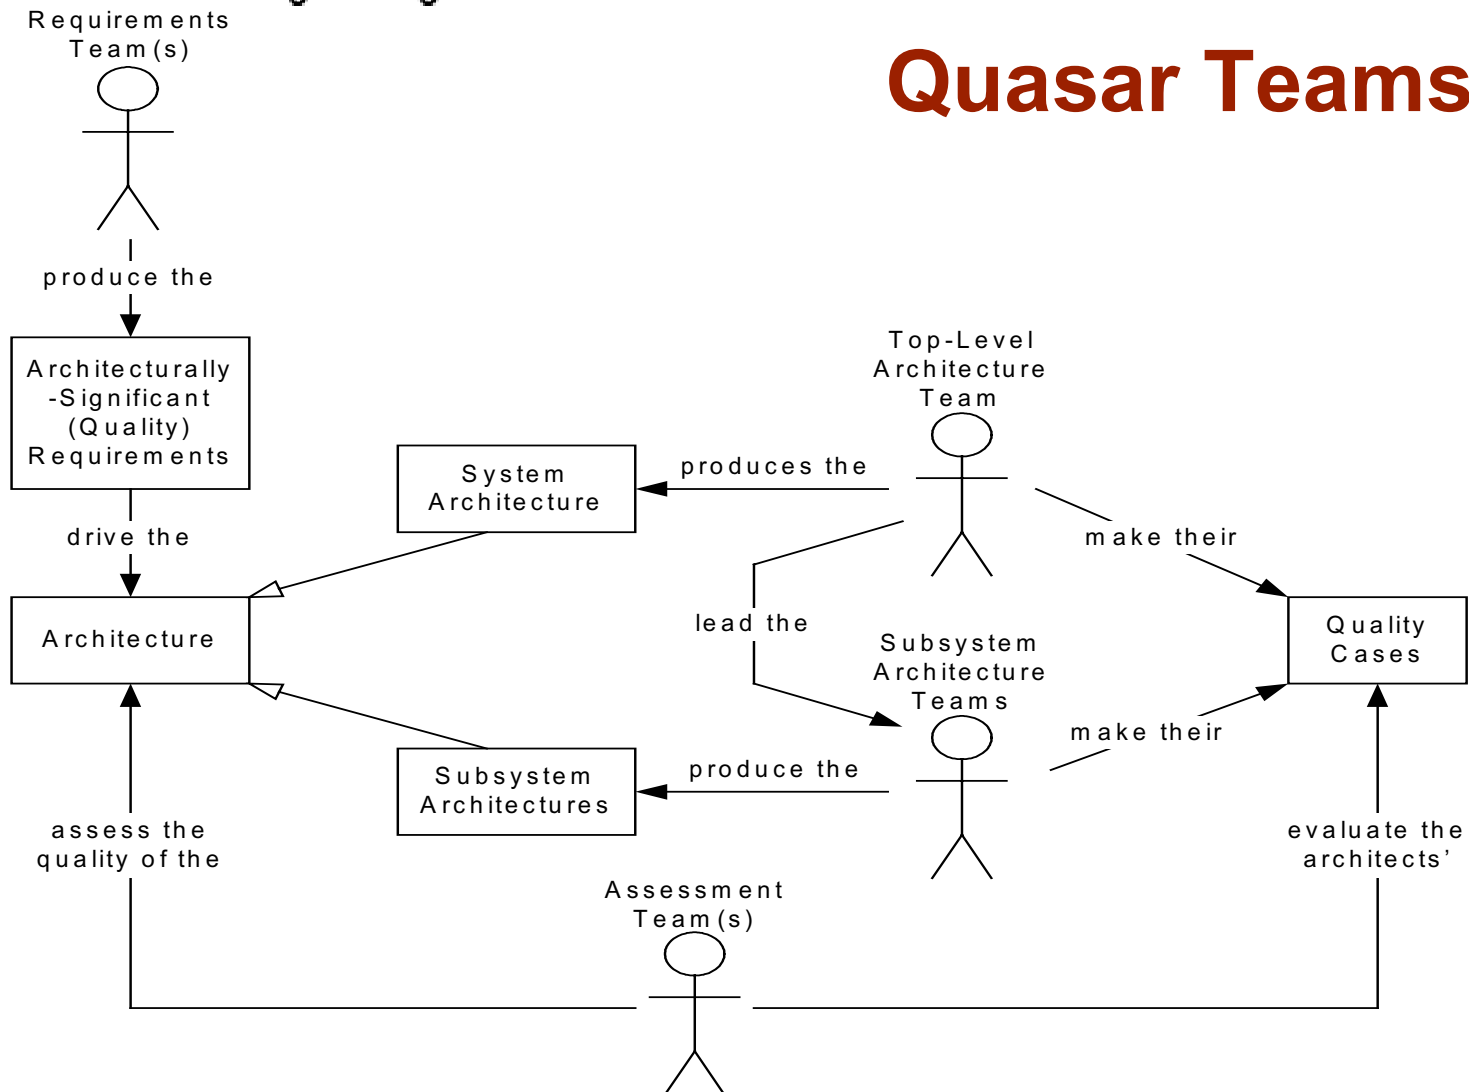 Requirements
Team(s)
Quasar Teams
produce the
Architecturally
-Significant
(Quality)
Requirements
Top-Level
Architecture
Team
System
Architecture
produces the
drive the
make their
Architecture
lead the
Subsystem
Architecture
Teams
Quality
Cases
make their
Subsystem
Architectures
produce the
assess the
quality of the
evaluate the
architects’
Assessment
Team(s)